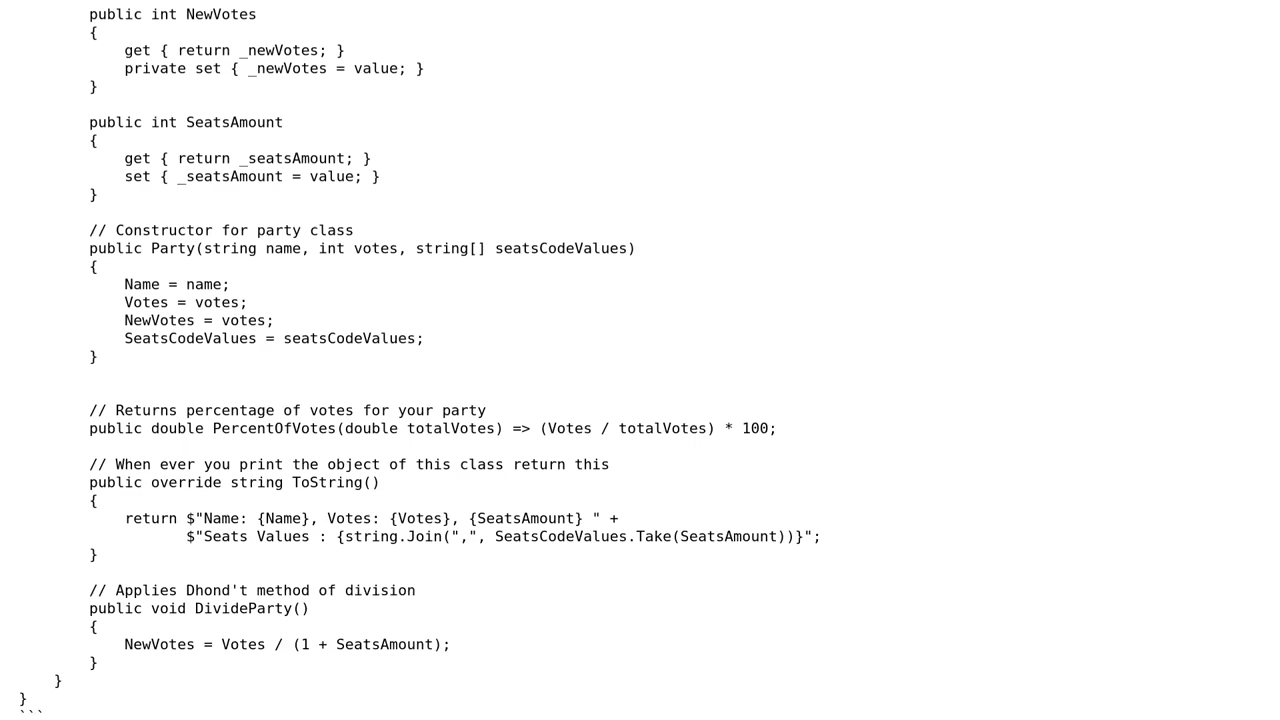 public int NewVotes
{
get { return _newVotes; }
private set { _newVotes = value; }
}
public int SeatsAmount
{
get { return _seatsAmount; }
set { _seatsAmount = value; }
}
// Constructor for party class
public Party(string name, int votes, string[] seatsCodeValues)
{
Name = name;
Votes = votes;
NewVotes = votes;
SeatsCodeValues = seatsCodeValues;
}
// Returns percentage of votes for your party
public double PercentOfVotes(double totalVotes) => (Votes / totalVotes) * 100;
// When ever you print the object of this class return this
public override string ToString()
{
return $"Name: {Name}, Votes: {Votes}, {SeatsAmount} " +
$"Seats Values : {string.Join(",", SeatsCodeValues.Take(SeatsAmount))}";
}
// Applies Dhond't method of division
public void DivideParty()
{
NewVotes = Votes / (1 + SeatsAmount);
}
}
}
```